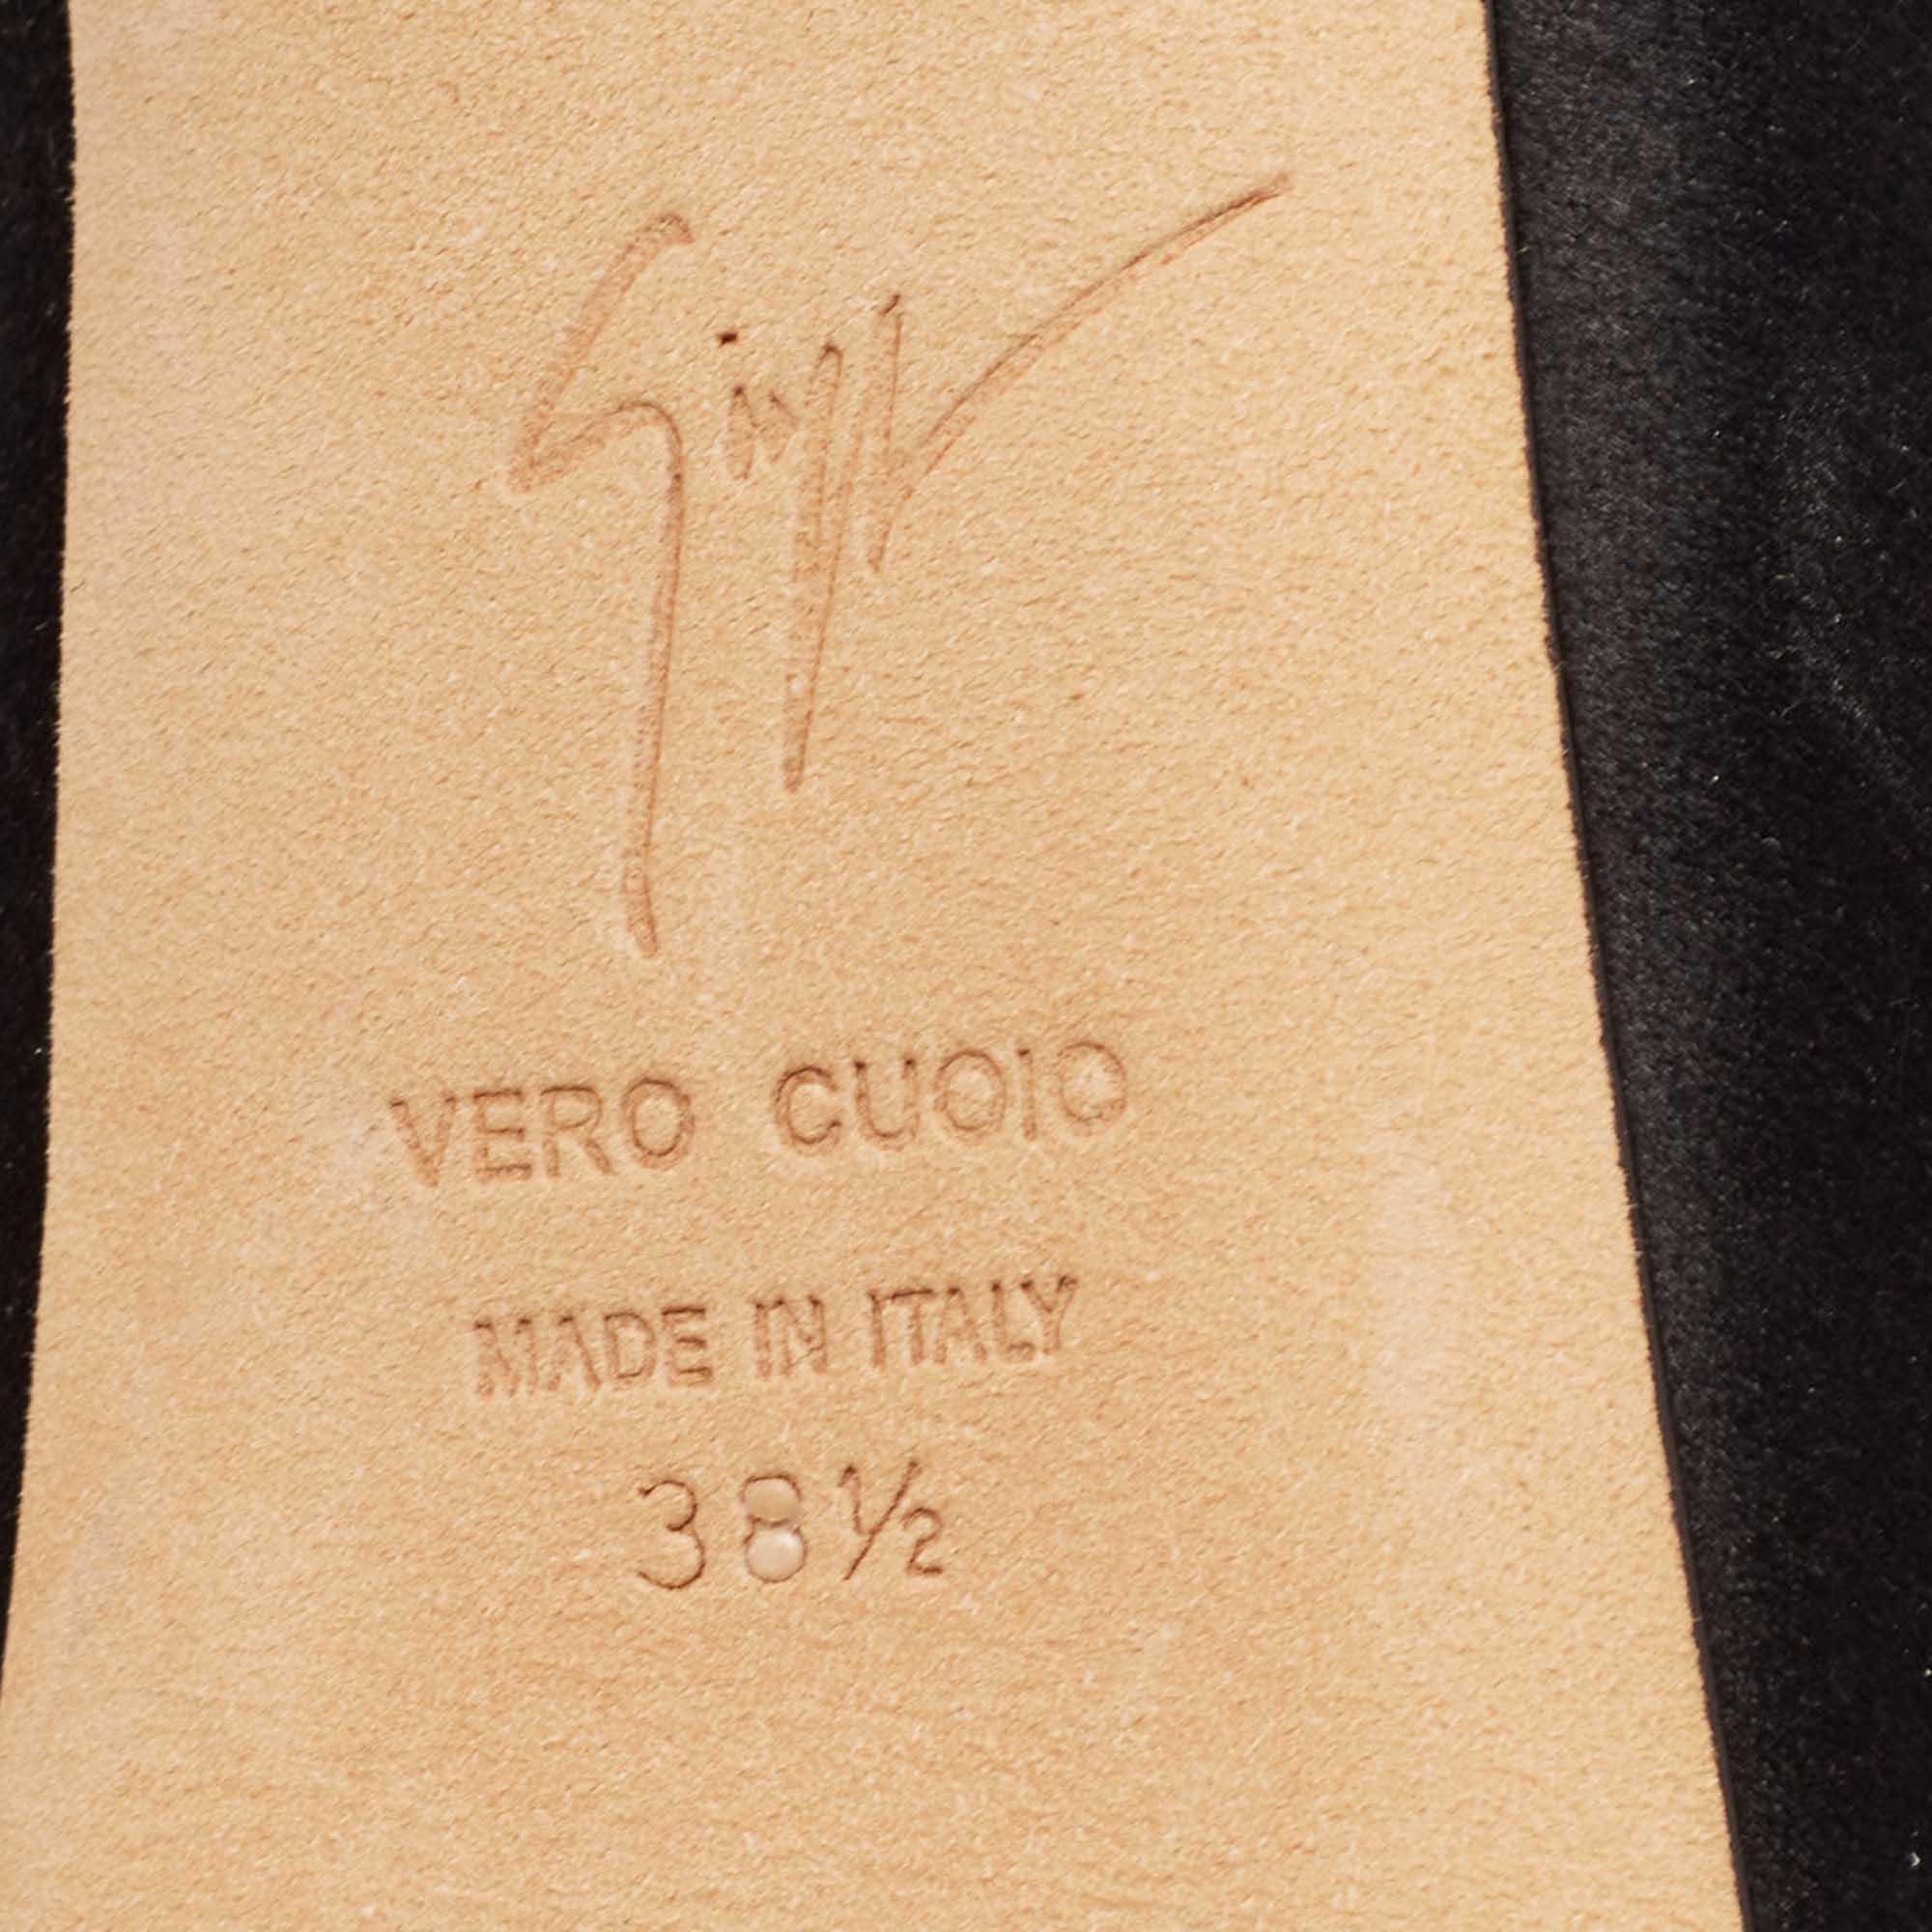 VERO CUOIO
MADE IN ITALY
38½